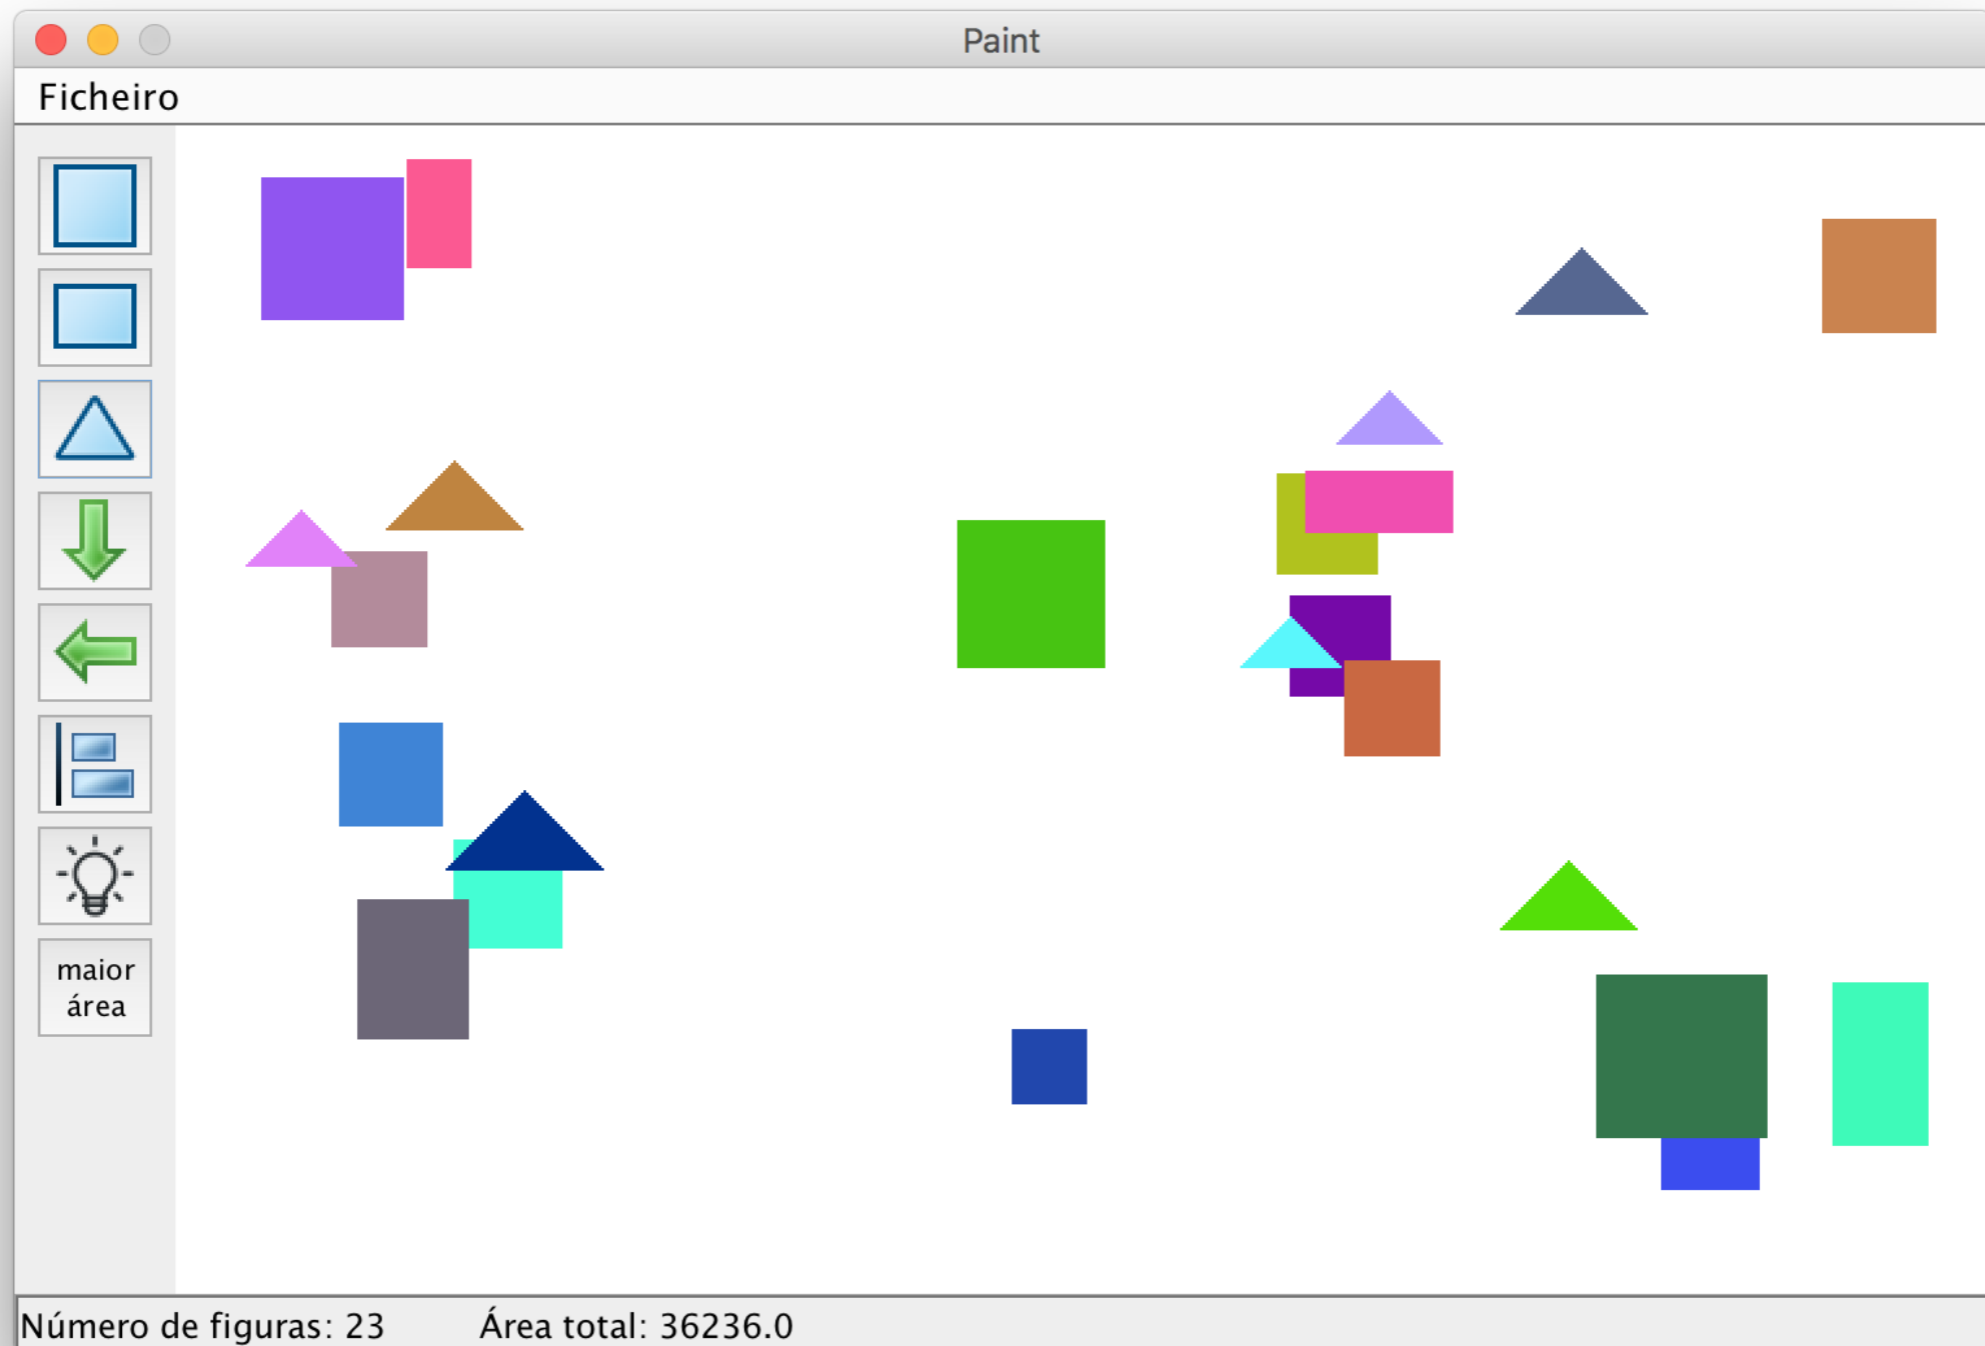 Paint
Ficheiro
maior
área
Número de figuras: 23 Área total: 36236.0